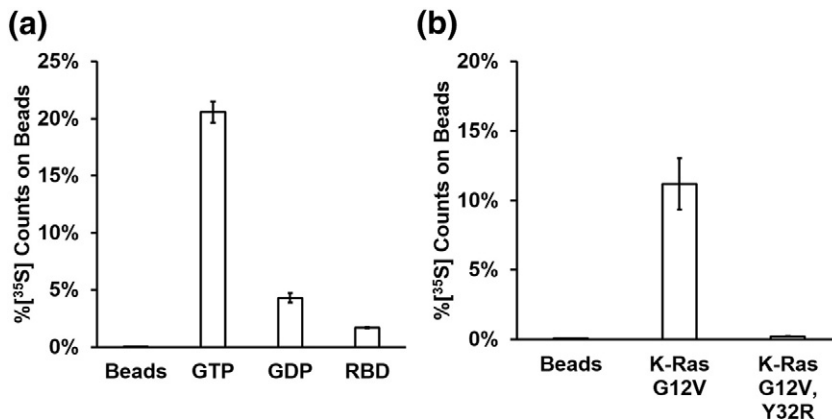 (a)
25%
20%
15%
10%
5%
0%
%[³⁵S] Counts on Beads
Beads GTP GDP RBD
(b)
20%
15%
10%
5%
0%
%[³⁵S] Counts on Beads
Beads K-Ras K-Ras
G12V G12V,
Y32R